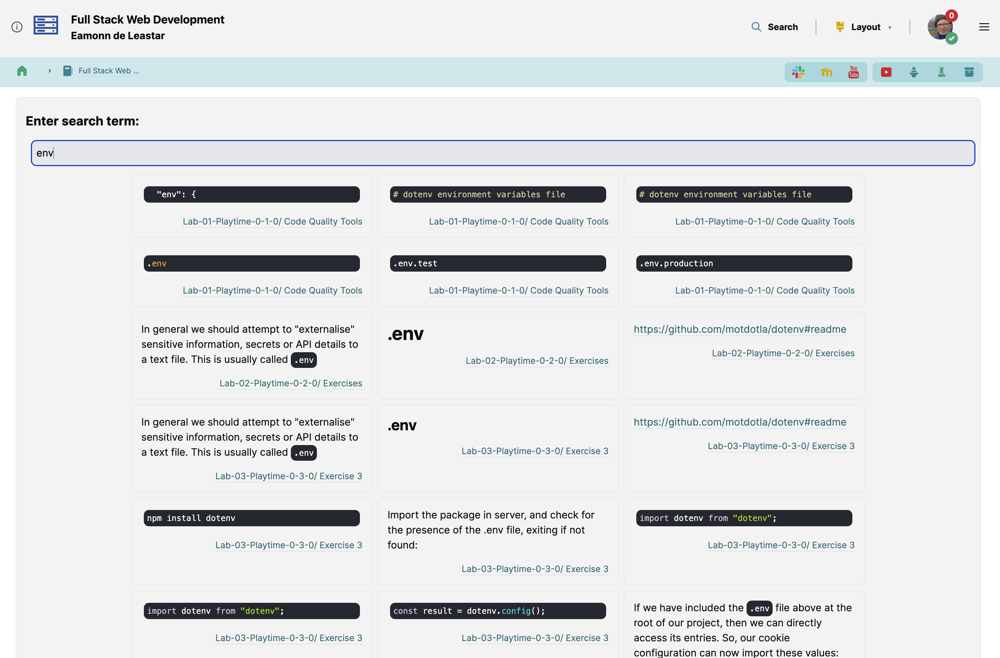 Full Stack Web Development
Eamonn de Leastar
Search
Layout
0
Full Stack Web ...
You
Tube
Enter search term:
env
"env": {
Lab-01-Playtime-0-1-0/ Code Quality Tools
# dotenv environment variables file
Lab-01-Playtime-0-1-0/ Code Quality Tools
# dotenv environment variables file
Lab-01-Playtime-0-1-0/ Code Quality Tools
.env
Lab-01-Playtime-0-1-0/ Code Quality Tools
.env.test
Lab-01-Playtime-0-1-0/ Code Quality Tools
.env.production
Lab-01-Playtime-0-1-0/ Code Quality Tools
In general we should attempt to "externalise"
sensitive information, secrets or API details to
a text file. This is usually called .env
Lab-02-Playtime-0-2-0/ Exercises
.env
Lab-02-Playtime-0-2-0/ Exercises
https://github.com/motdotla/dotenv#readme
Lab-02-Playtime-0-2-0/ Exercises
In general we should attempt to "externalise"
sensitive information, secrets or API details to
a text file. This is usually called .env
Lab-03-Playtime-0-3-0/ Exercise 3
.env
Lab-03-Playtime-0-3-0/ Exercise 3
https://github.com/motdotla/dotenv#readme
Lab-03-Playtime-0-3-0/ Exercise 3
npm install dotenv
Lab-03-Playtime-0-3-0/ Exercise 3
Import the package in server, and check for
the presence of the .env file, exiting if not
found:
Lab-03-Playtime-0-3-0/ Exercise 3
import dotenv from "dotenv";
Lab-03-Playtime-0-3-0/ Exercise 3
import dotenv from "dotenv";
Lab-03-Playtime-0-3-0/ Exercise 3
const result = dotenv.config();
Lab-03-Playtime-0-3-0/ Exercise 3
If we have included the .env file above at the
root of our project, then we can directly
access its entries. So, our cookie
configuration can now import these values: